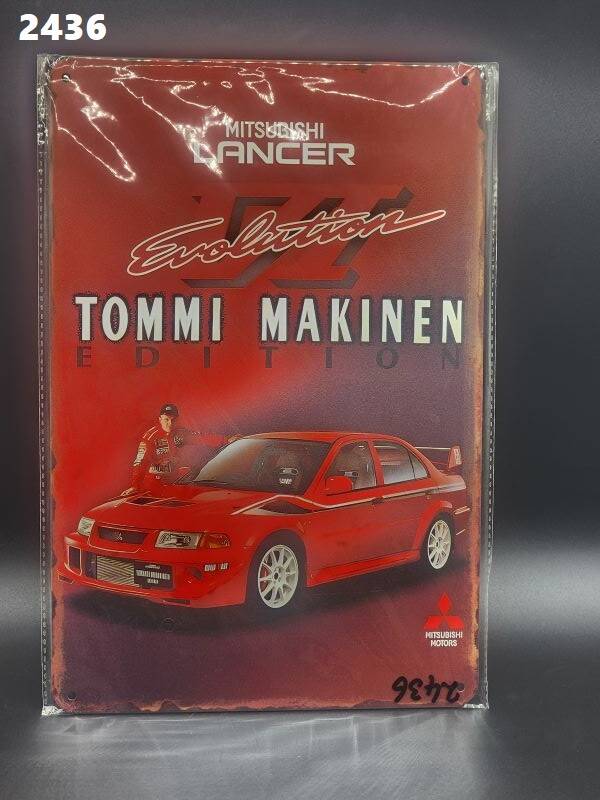 2436
MITSUBISHI
LANCER
VI
Evolution
TOMMI MAKINEN
EDITION
MITSUBISHI
MOTORS
2436